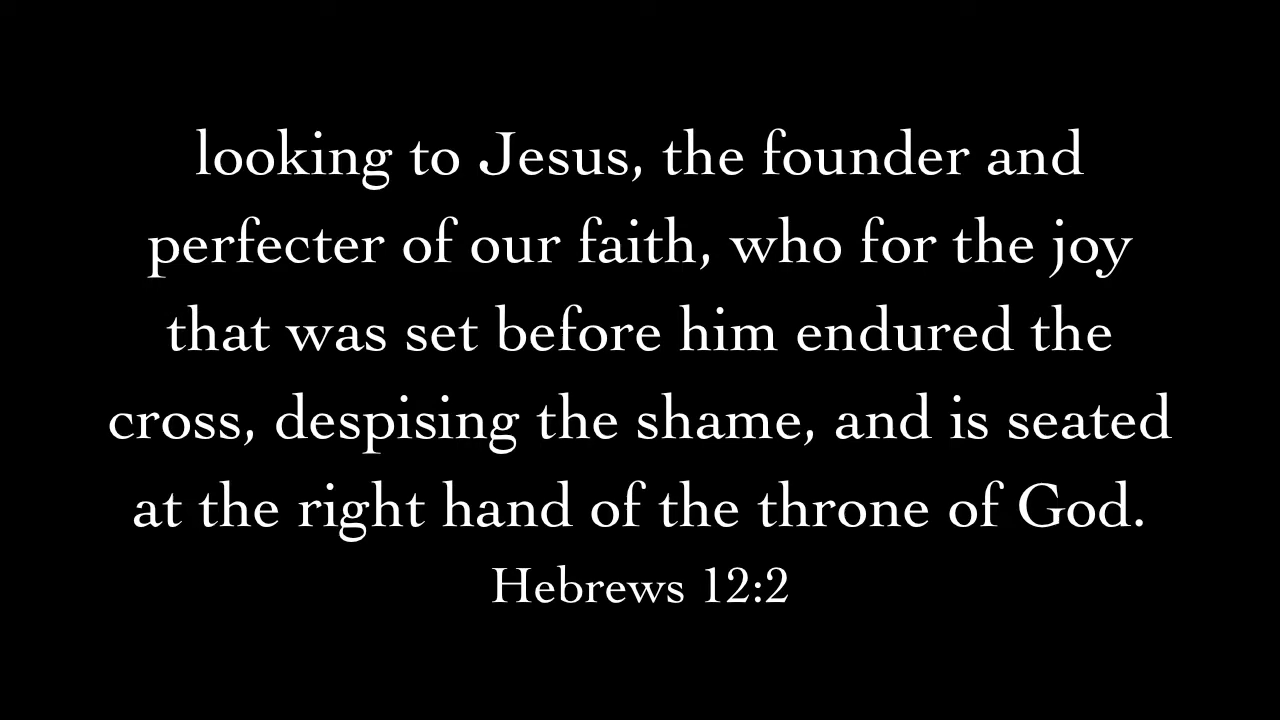 looking to Jesus, the founder and
perfecter of our faith, who for the joy
that was set before him endured the
cross, despising the shame, and is seated
at the right hand of the throne of God.
Hebrews 12:2